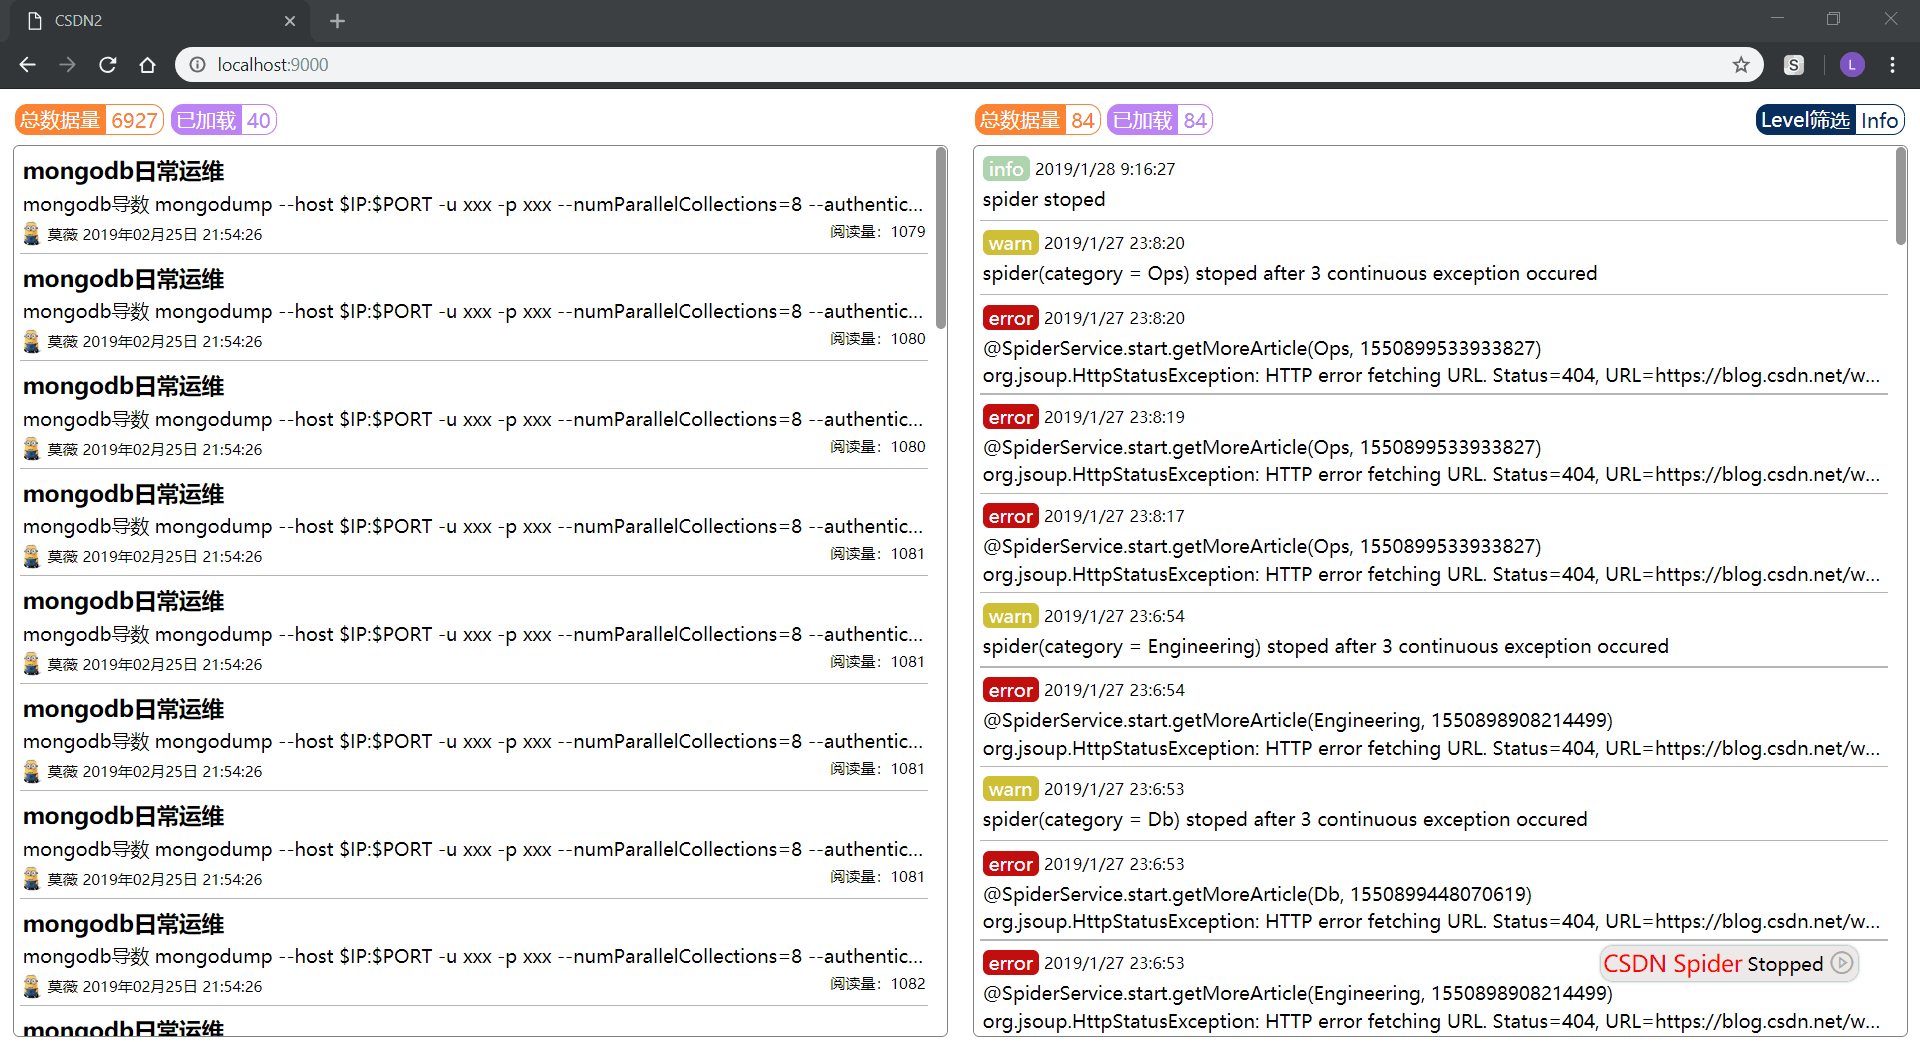 CSDN2
localhost:9000
S
L
总数据量 6927 已加载 40
mongodb日常运维
mongodb导数 mongodump --host $IP:$PORT -u xxx -p xxx --numParallelCollections=8 --authentic...
莫薇 2019年02月25日 21:54:26 阅读量：1079
mongodb日常运维
mongodb导数 mongodump --host $IP:$PORT -u xxx -p xxx --numParallelCollections=8 --authentic...
莫薇 2019年02月25日 21:54:26 阅读量：1080
mongodb日常运维
mongodb导数 mongodump --host $IP:$PORT -u xxx -p xxx --numParallelCollections=8 --authentic...
莫薇 2019年02月25日 21:54:26 阅读量：1080
mongodb日常运维
mongodb导数 mongodump --host $IP:$PORT -u xxx -p xxx --numParallelCollections=8 --authentic...
莫薇 2019年02月25日 21:54:26 阅读量：1081
mongodb日常运维
mongodb导数 mongodump --host $IP:$PORT -u xxx -p xxx --numParallelCollections=8 --authentic...
莫薇 2019年02月25日 21:54:26 阅读量：1081
mongodb日常运维
mongodb导数 mongodump --host $IP:$PORT -u xxx -p xxx --numParallelCollections=8 --authentic...
莫薇 2019年02月25日 21:54:26 阅读量：1081
mongodb日常运维
mongodb导数 mongodump --host $IP:$PORT -u xxx -p xxx --numParallelCollections=8 --authentic...
莫薇 2019年02月25日 21:54:26 阅读量：1081
mongodb日常运维
mongodb导数 mongodump --host $IP:$PORT -u xxx -p xxx --numParallelCollections=8 --authentic...
莫薇 2019年02月25日 21:54:26 阅读量：1082
mongodb日常运维
总数据量 84 已加载 84
Level筛选 Info
info 2019/1/28 9:16:27
spider stoped
warn 2019/1/27 23:8:20
spider(category = Ops) stoped after 3 continuous exception occured
error 2019/1/27 23:8:20
@SpiderService.start.getMoreArticle(Ops, 1550899533933827)
org.jsoup.HttpStatusException: HTTP error fetching URL. Status=404, URL=https://blog.csdn.net/w...
error 2019/1/27 23:8:19
@SpiderService.start.getMoreArticle(Ops, 1550899533933827)
org.jsoup.HttpStatusException: HTTP error fetching URL. Status=404, URL=https://blog.csdn.net/w...
error 2019/1/27 23:8:17
@SpiderService.start.getMoreArticle(Ops, 1550899533933827)
org.jsoup.HttpStatusException: HTTP error fetching URL. Status=404, URL=https://blog.csdn.net/w...
warn 2019/1/27 23:6:54
spider(category = Engineering) stoped after 3 continuous exception occured
error 2019/1/27 23:6:54
@SpiderService.start.getMoreArticle(Engineering, 1550898908214499)
org.jsoup.HttpStatusException: HTTP error fetching URL. Status=404, URL=https://blog.csdn.net/w...
warn 2019/1/27 23:6:53
spider(category = Db) stoped after 3 continuous exception occured
error 2019/1/27 23:6:53
@SpiderService.start.getMoreArticle(Db, 1550899448070619)
org.jsoup.HttpStatusException: HTTP error fetching URL. Status=404, URL=https://blog.csdn.net/w...
error 2019/1/27 23:6:53
CSDN Spider Stopped
@SpiderService.start.getMoreArticle(Engineering, 1550898908214499)
org.jsoup.HttpStatusException: HTTP error fetching URL. Status=404, URL=https://blog.csdn.net/w...